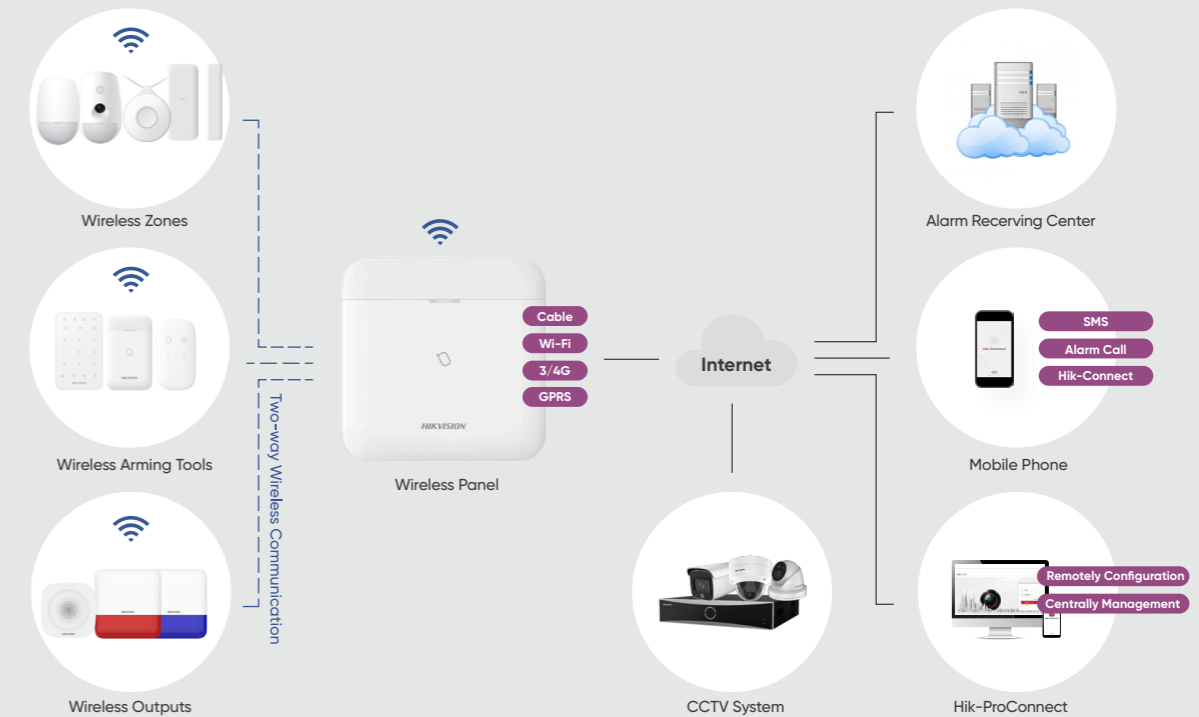 Wireless Zones
Wireless Arming Tools
Wireless Outputs
Two-way Wireless Communication
Cable
Wi-Fi
3/4G
GPRS
HIKVISION
Wireless Panel
Internet
CCTV System
Alarm Recerving Center
SMS
Alarm Call
Hik-Connect
Mobile Phone
Remotely Configuration
Centrally Management
Hik-ProConnect